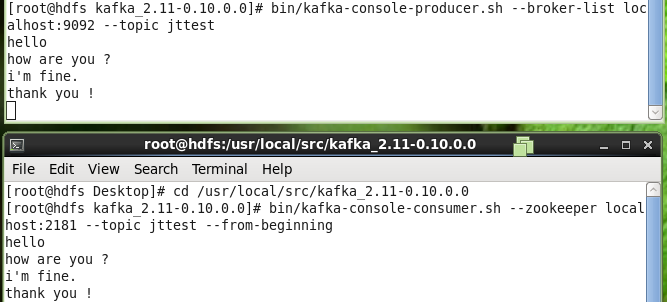 [root@hdfs kafka_2.11-0.10.0.0]# bin/kafka-console-producer.sh --broker-list loc
alhost:9092 --topic jttest
hello
how are you ?
i'm fine.
thank you !
root@hdfs:/usr/local/src/kafka_2.11-0.10.0.0
File Edit View Search Terminal Help
[root@hdfs Desktop]# cd /usr/local/src/kafka_2.11-0.10.0.0
[root@hdfs kafka_2.11-0.10.0.0]# bin/kafka-console-consumer.sh --zookeeper local
host:2181 --topic jttest --from-beginning
hello
how are you ?
i'm fine.
thank you !